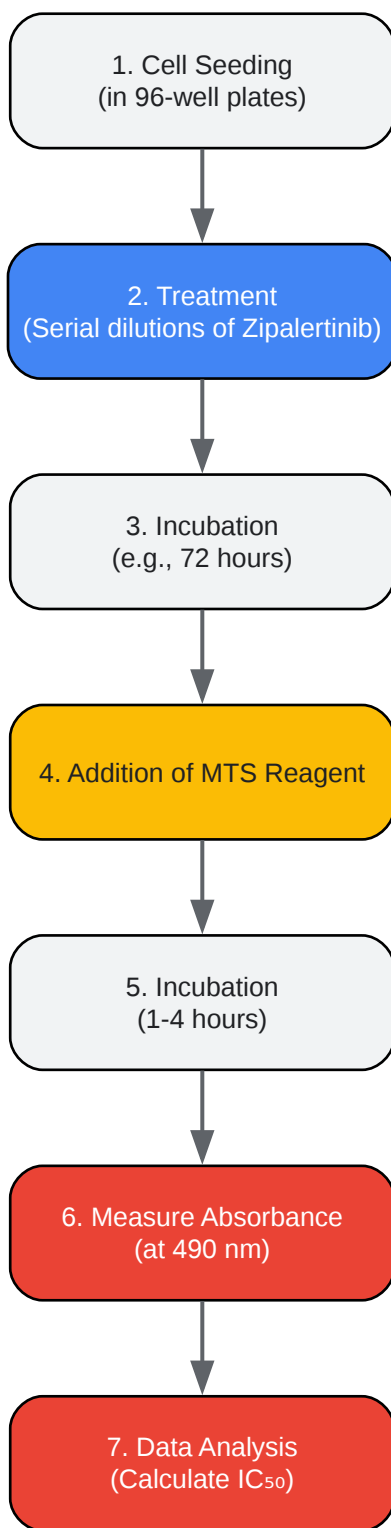 1. Cell Seeding
(in 96-well plates)
2. Treatment
(Serial dilutions of Zipalertinib)
3. Incubation
(e.g., 72 hours)
4. Addition of MTS Reagent
5. Incubation
(1-4 hours)
6. Measure Absorbance
(at 490 nm)
7. Data Analysis
(Calculate IC₅₀)